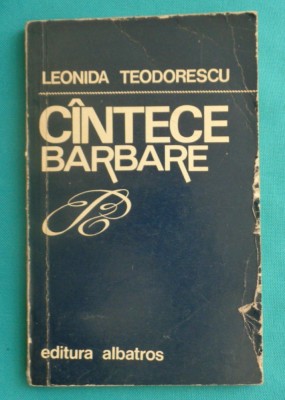 LEONIDA TEODORESCU
CÎNTECE
BARBARE
editura albatros